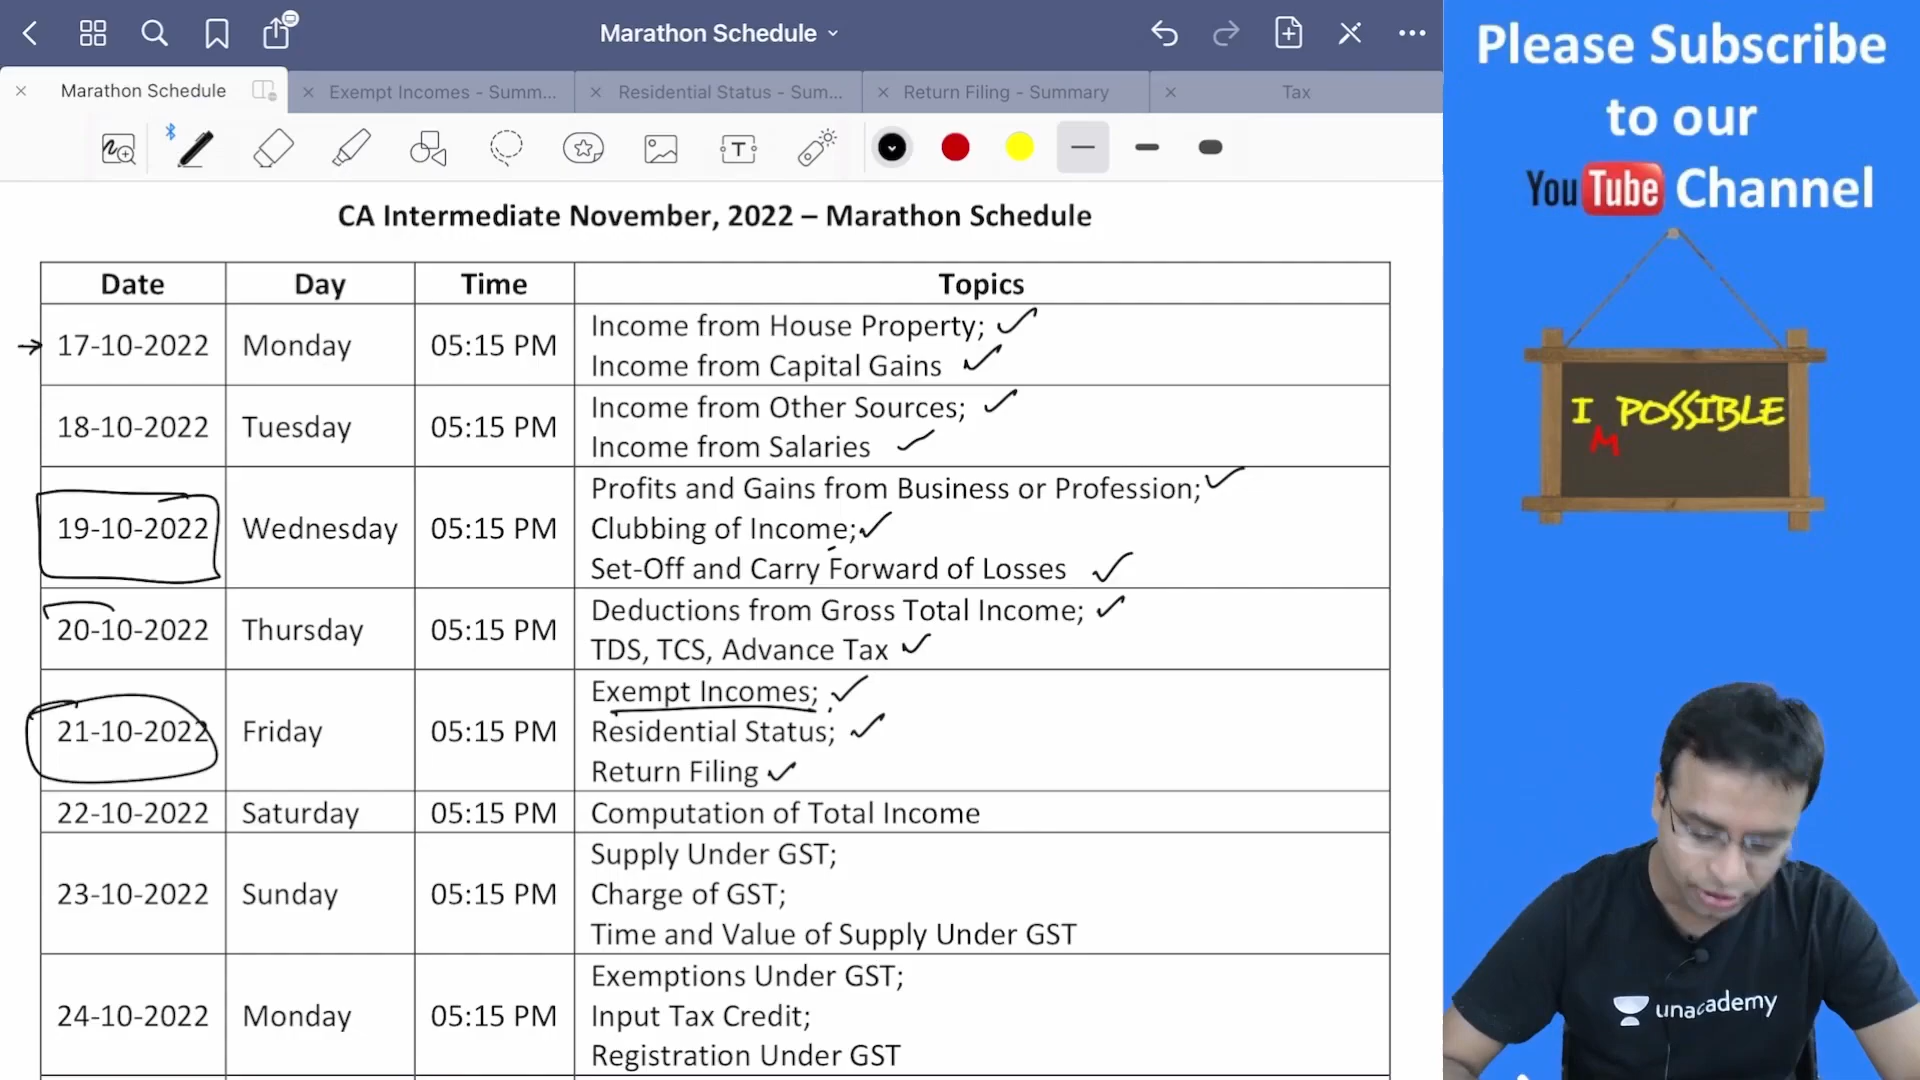 Marathon Schedule
Marathon Schedule
Exempt Incomes - Summ...
Residential Status - Sum...
Return Filing - Summary
Tax
T
CA Intermediate November, 2022 – Marathon Schedule
Date Day Time Topics
17-10-2022 Monday 05:15 PM Income from House Property;
Income from Capital Gains
18-10-2022 Tuesday 05:15 PM Income from Other Sources;
Income from Salaries
19-10-2022 Wednesday 05:15 PM Profits and Gains from Business or Profession;
Clubbing of Income;
Set-Off and Carry Forward of Losses
20-10-2022 Thursday 05:15 PM Deductions from Gross Total Income;
TDS, TCS, Advance Tax
21-10-2022 Friday 05:15 PM Exempt Incomes;
Residential Status;
Return Filing
22-10-2022 Saturday 05:15 PM Computation of Total Income
23-10-2022 Sunday 05:15 PM Supply Under GST;
Charge of GST;
Time and Value of Supply Under GST
24-10-2022 Monday 05:15 PM Exemptions Under GST;
Input Tax Credit;
Registration Under GST
Please Subscribe
to our
YouTube Channel
I POSSIBLE
M
unacademy